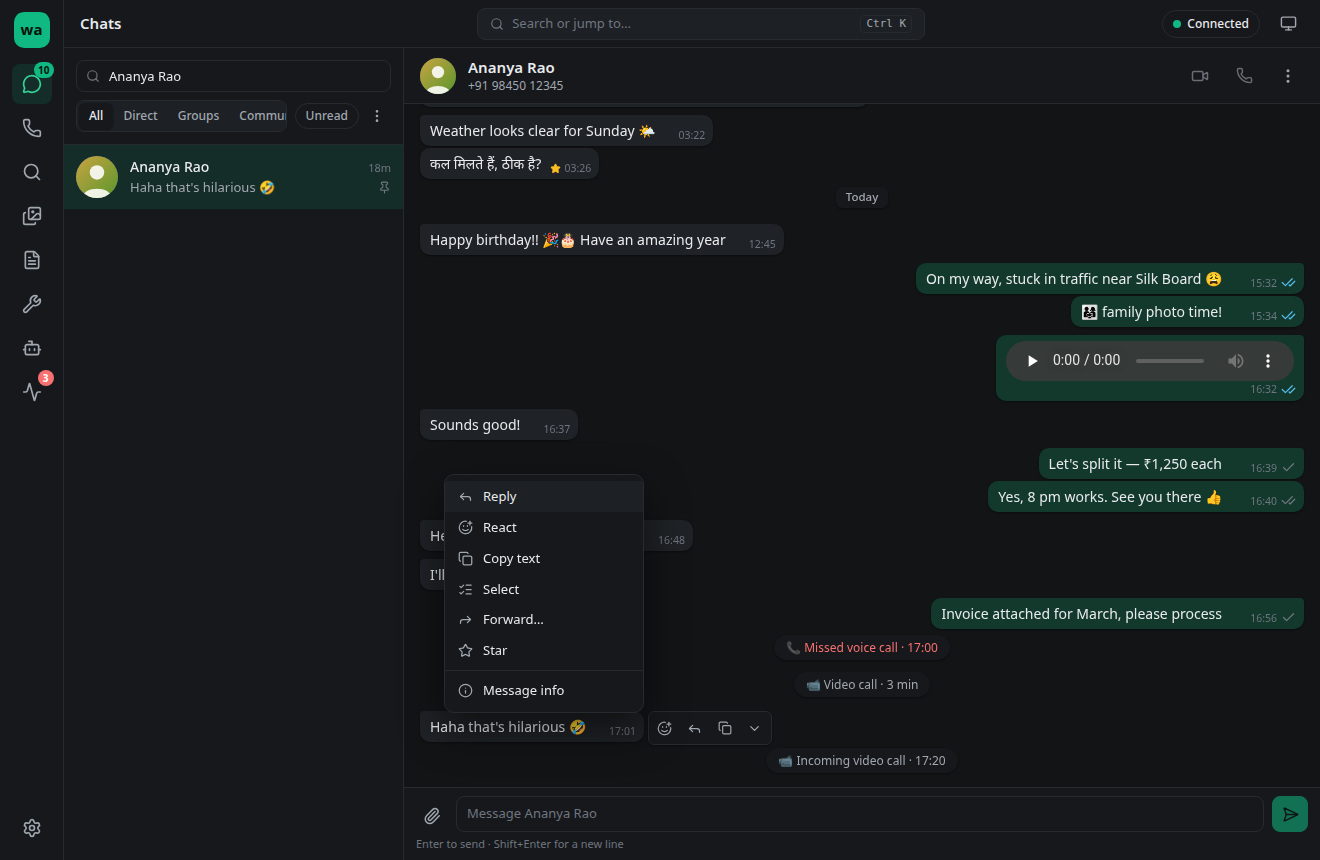 wa
Chats
Search or jump to...
Ctrl K
Connected
10
3
Ananya Rao
All
Direct
Groups
Commu
Unread
Ananya Rao
18m
Haha that's hilarious 🤣
Ananya Rao
+91 98450 12345
Weather looks clear for Sunday 🌤️ 03:22
कल मिलते हैं, ठीक है? ⭐ 03:26
Today
Happy birthday!! 🎉🎂 Have an amazing year 12:45
On my way, stuck in traffic near Silk Board 😩 15:32
👨‍👩‍👧 family photo time! 15:34
0:00 / 0:00
16:32
Sounds good! 16:37
Let's split it — ₹1,250 each 16:39
Yes, 8 pm works. See you there 👍 16:40
Reply
React
Copy text
Select
Forward...
Star
Message info
He 16:48
I'll
Invoice attached for March, please process 16:56
📞 Missed voice call · 17:00
📹 Video call · 3 min
Haha that's hilarious 🤣 17:01
📹 Incoming video call · 17:20
Message Ananya Rao
Enter to send · Shift+Enter for a new line